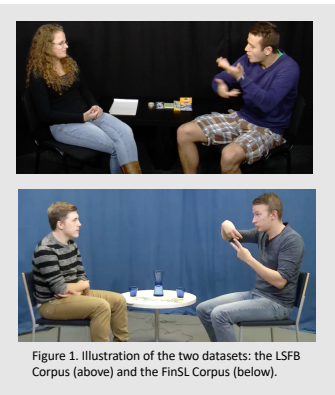 Figure 1. Illustration of the two datasets: the LSFB
Corpus (above) and the FinSL Corpus (below).